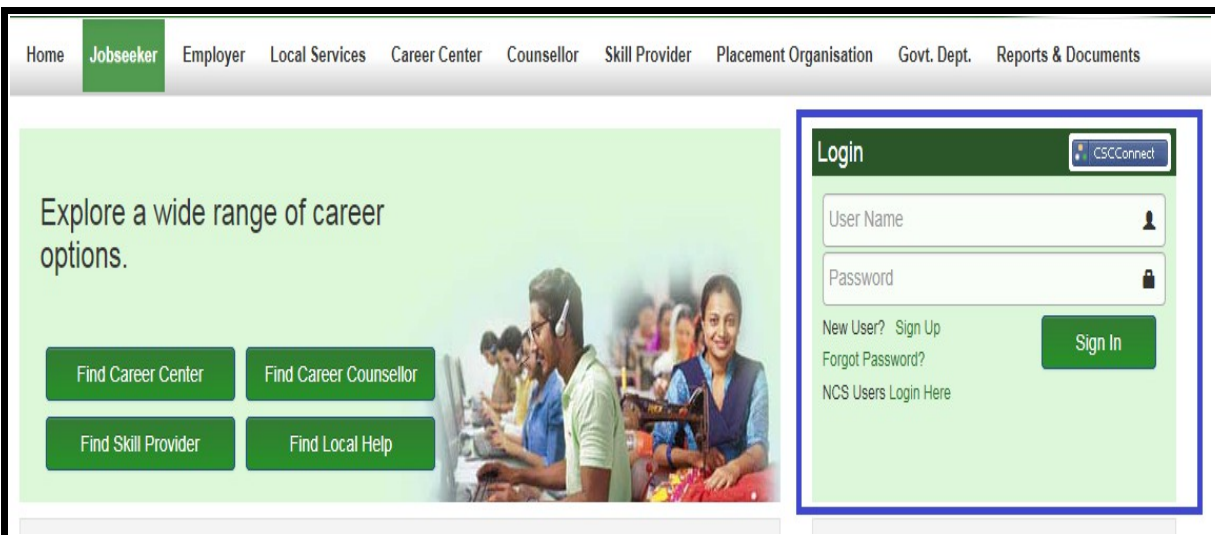 Home Jobseeker Employer Local Services Career Center Counsellor Skill Provider Placement Organisation Govt. Dept. Reports & Documents
Explore a wide range of career
options.
Find Career Center Find Career Counsellor
Find Skill Provider Find Local Help
Login CSCConnect
User Name
Password
New User? Sign Up
Forgot Password?
NCS Users Login Here
Sign In